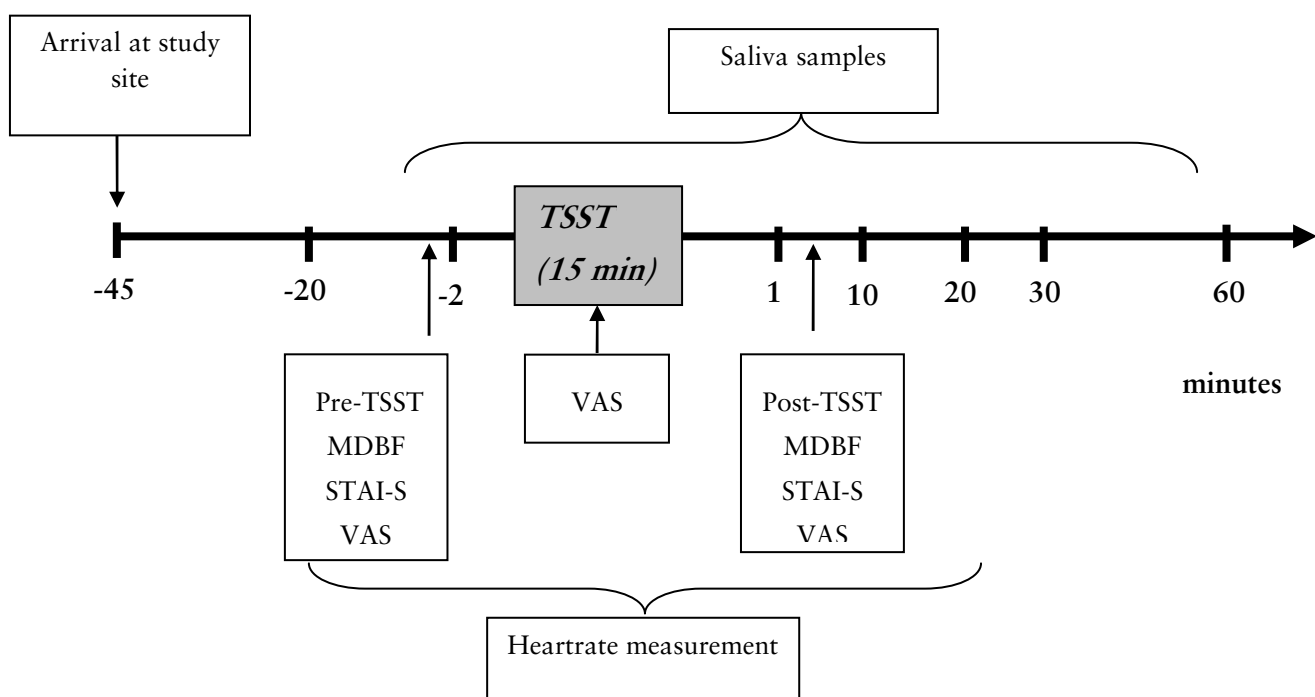 Arrival at study
site
Saliva samples
TSST
(15 min)
-45
-20
-2
1
10
20
30
60
minutes
Pre-TSST
MDBF
STAI-S
VAS
VAS
Post-TSST
MDBF
STAI-S
VAS
Heartrate measurement